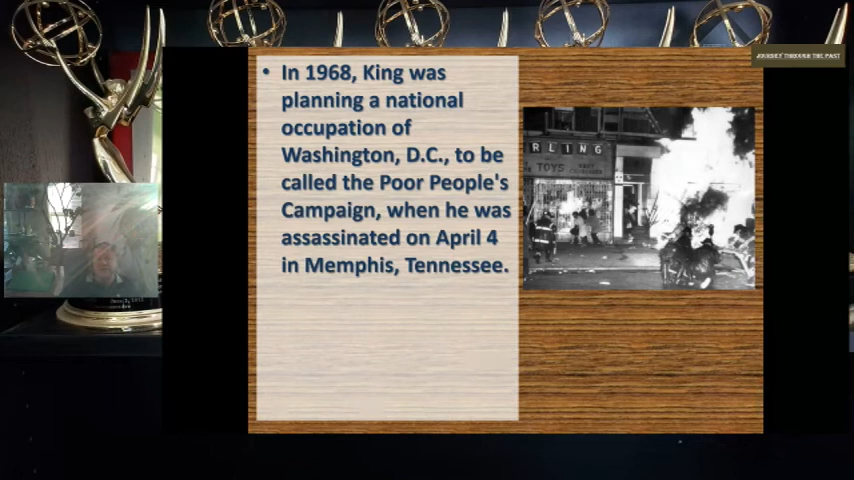 JOURNEY THROUGH THE PAST
• In 1968, King was
planning a national
occupation of
Washington, D.C., to be
called the Poor People's
Campaign, when he was
assassinated on April 4
in Memphis, Tennessee.
RLING
TOYS